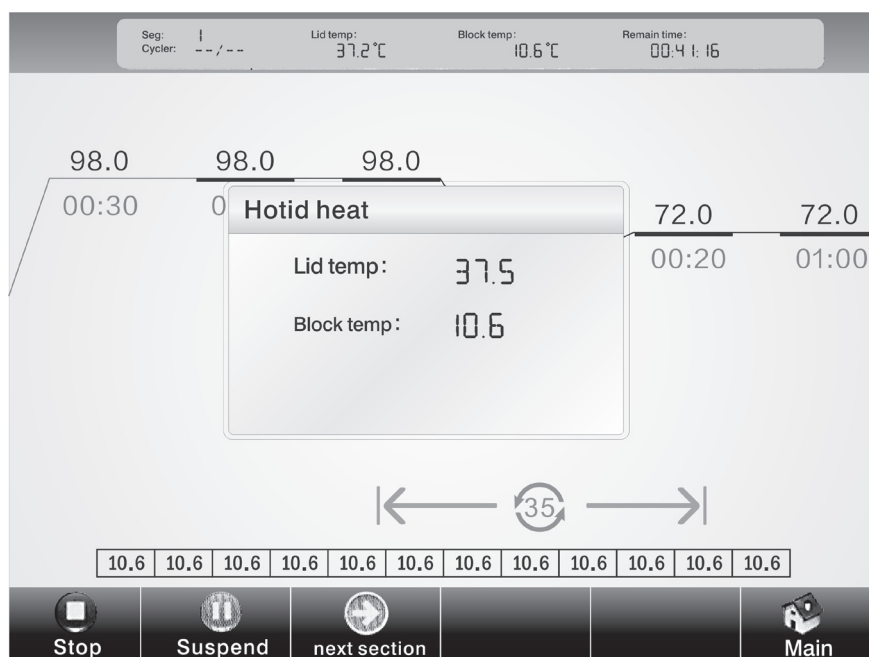 Seg: 1 Lid temp: Block temp: Remain time:
Cycler: --/-- 37.2℃ 10.6℃ 00:41:16
98.0 98.0 98.0
00:30 0
Hotid heat
72.0 72.0
00:20 01:00
Lid temp: 37.5
Block temp: 10.6
35
10.6 10.6 10.6 10.6 10.6 10.6 10.6 10.6 10.6 10.6 10.6 10.6
Stop Suspend next section Main